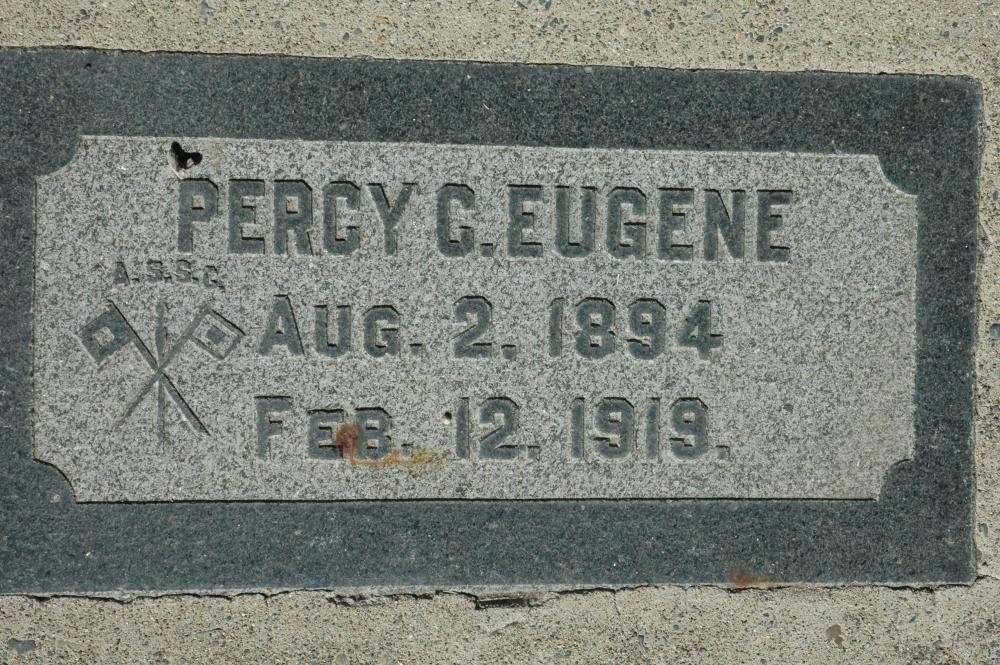 PERCY C. EUGENE
A.S.S.C.
AUG. 2. 1894
FEB. 12. 1919.